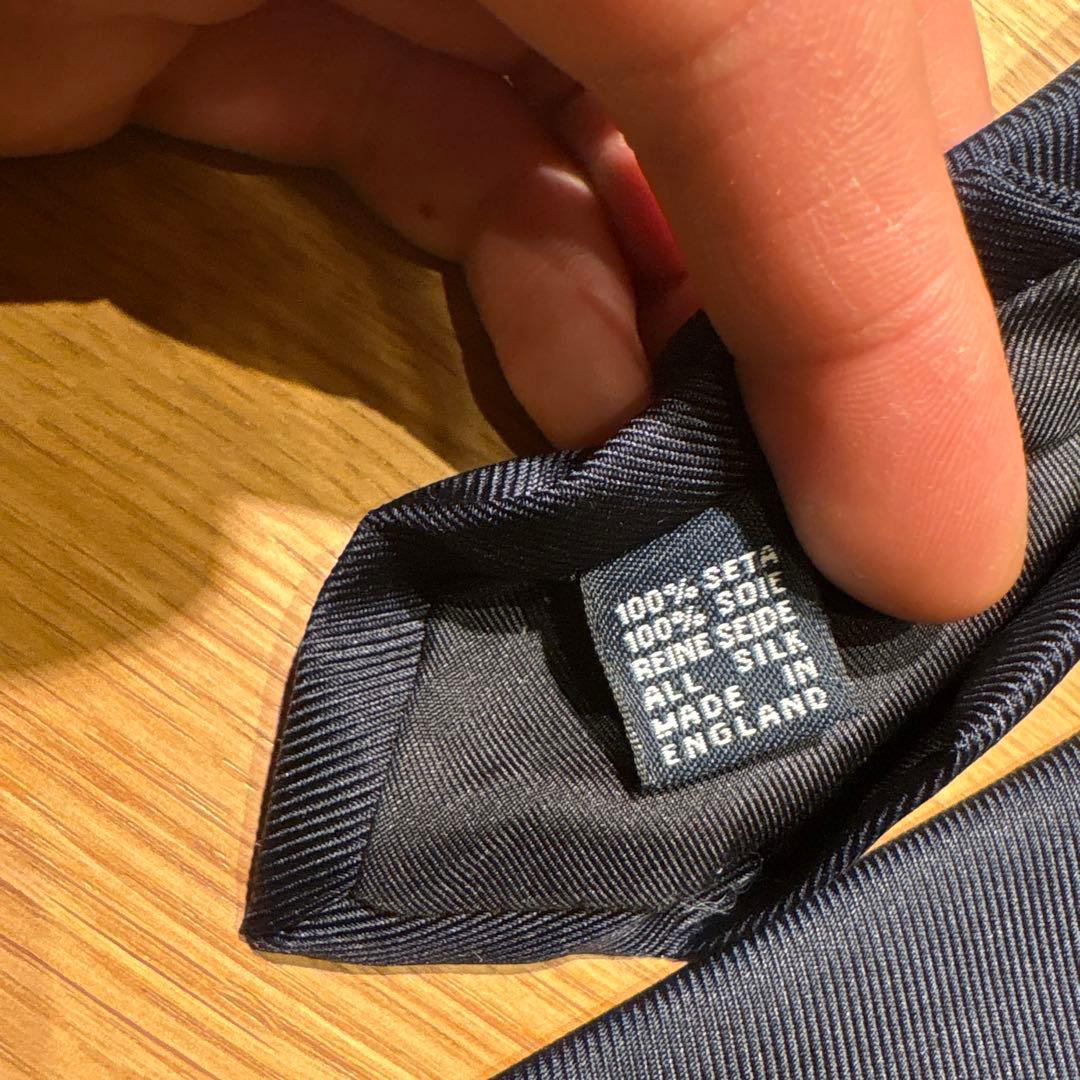 100% SETA
100% SOIE
REINE SEIDE
ALL SILK
MADE IN
ENGLAND